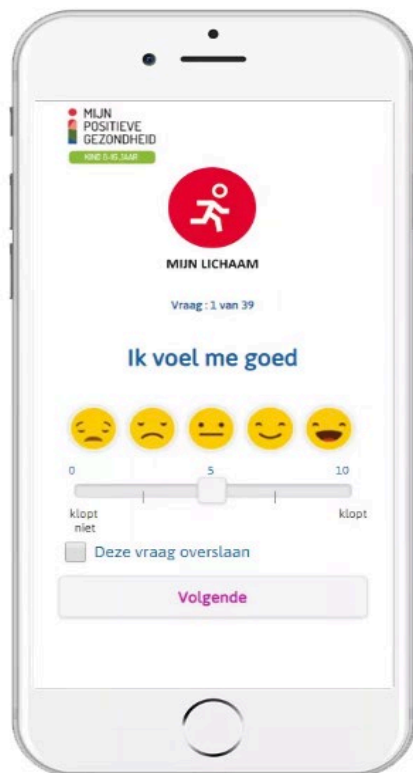 MIJN
POSITIEVE
GEZONDHEID
KIND 8-16 JAAR
MIJN LICHAAM
Vraag : 1 van 39
Ik voel me goed
0 5 10
klopt
niet
klopt
Deze vraag overslaan
Volgende